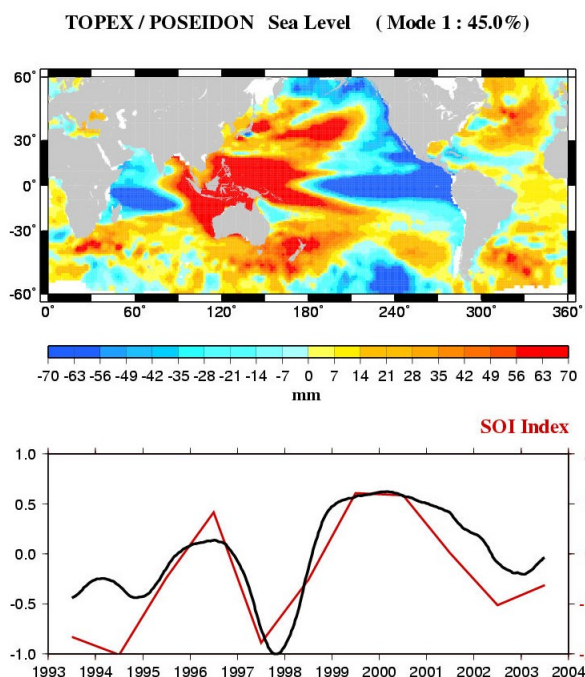 TOPEX / POSEIDON Sea Level ( Mode 1 : 45.0%)
60˚
30˚
0˚
-30˚
-60˚
0˚ 60˚ 120˚ 180˚ 240˚ 300˚ 360˚
-70 -63 -56 -49 -42 -35 -28 -21 -14 -7 0 7 14 21 28 35 42 49 56 63 70
mm
SOI Index
1.0
0.5
0.0
-0.5
-1.0
1993 1994 1995 1996 1997 1998 1999 2000 2001 2002 2003 2004